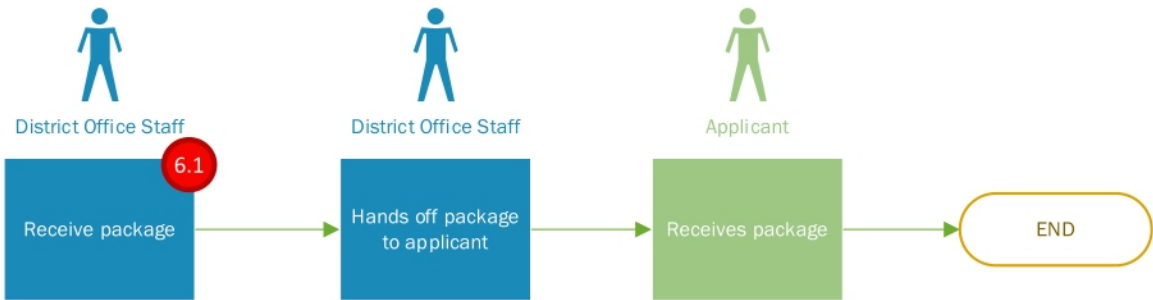 District Office Staff
District Office Staff
Applicant
6.1
Receive package
Hands off package
to applicant
Receives package
END